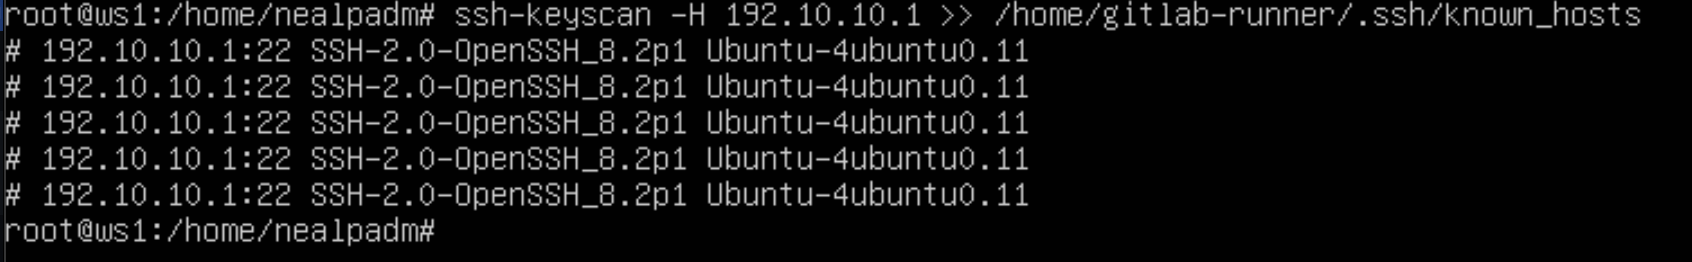 root@ws1:/home/nealpadm# ssh-keyscan -H 192.10.10.1 >> /home/gitlab-runner/.ssh/known_hosts
# 192.10.10.1:22 SSH-2.0-OpenSSH_8.2p1 Ubuntu-4ubuntu0.11
# 192.10.10.1:22 SSH-2.0-OpenSSH_8.2p1 Ubuntu-4ubuntu0.11
# 192.10.10.1:22 SSH-2.0-OpenSSH_8.2p1 Ubuntu-4ubuntu0.11
# 192.10.10.1:22 SSH-2.0-OpenSSH_8.2p1 Ubuntu-4ubuntu0.11
# 192.10.10.1:22 SSH-2.0-OpenSSH_8.2p1 Ubuntu-4ubuntu0.11
root@ws1:/home/nealpadm#